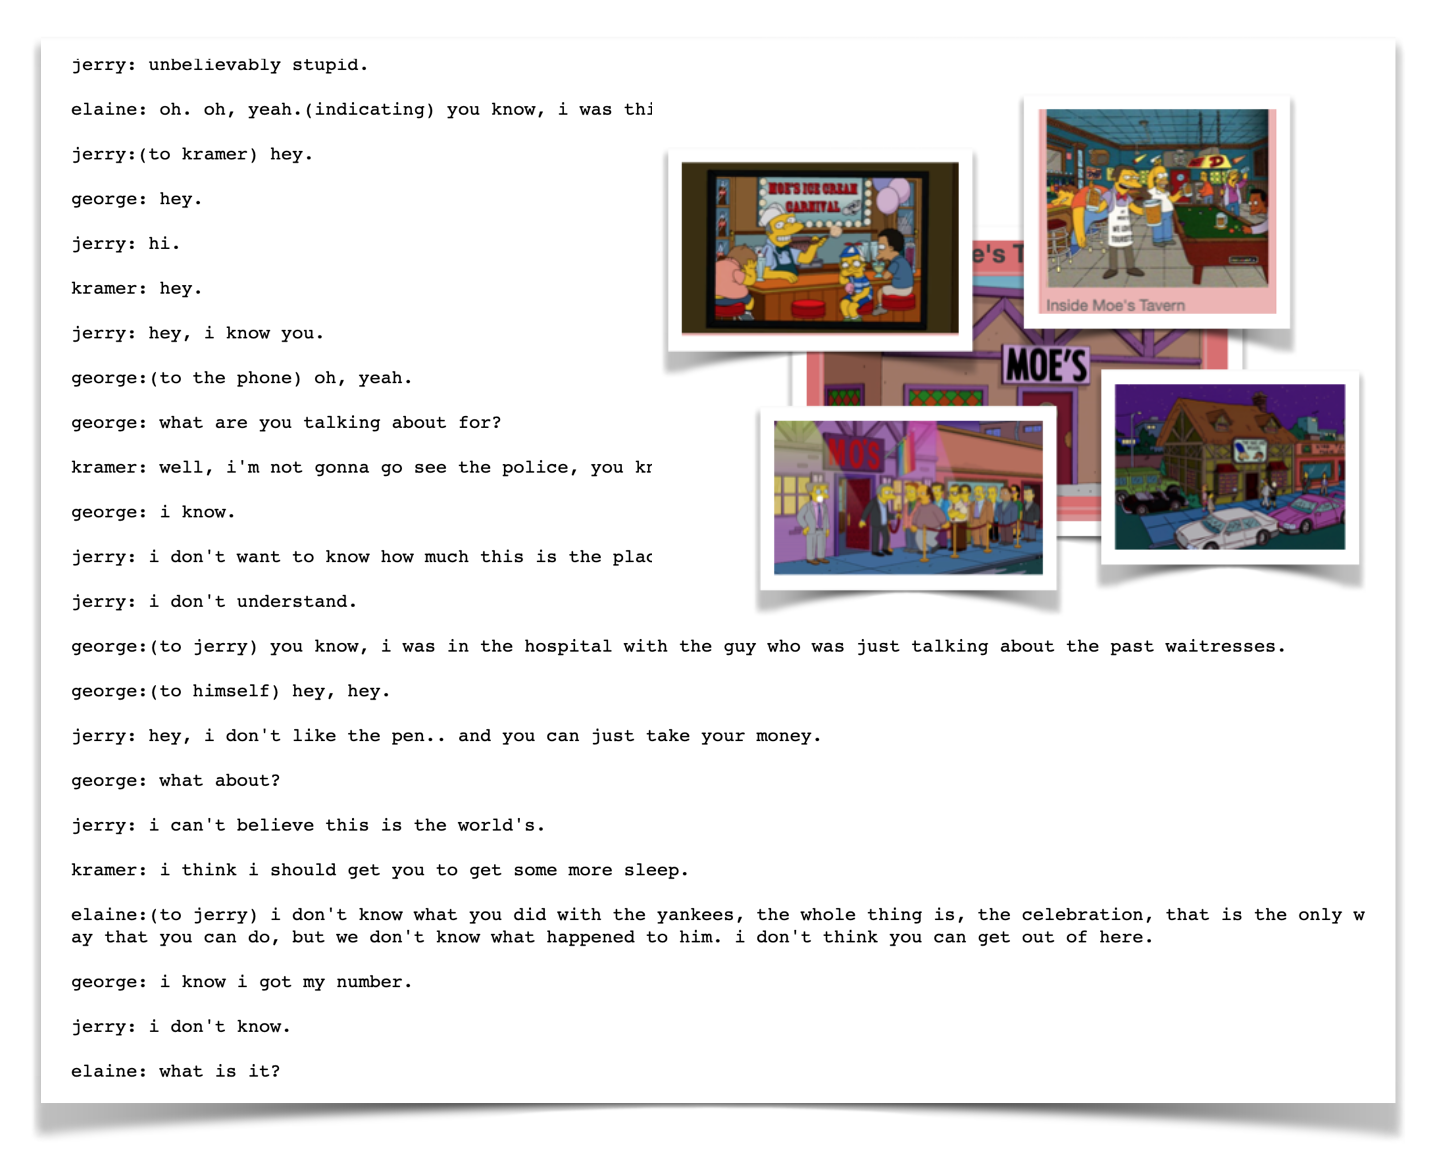 jerry: unbelievably stupid.
elaine: oh. oh, yeah.(indicating) you know, i was thi
jerry:(to kramer) hey.
george: hey.
jerry: hi.
kramer: hey.
jerry: hey, i know you.
george:(to the phone) oh, yeah.
george: what are you talking about for?
kramer: well, i'm not gonna go see the police, you kn
george: i know.
jerry: i don't want to know how much this is the plac
jerry: i don't understand.
george:(to jerry) you know, i was in the hospital with the guy who was just talking about the past waitresses.
george:(to himself) hey, hey.
jerry: hey, i don't like the pen.. and you can just take your money.
george: what about?
jerry: i can't believe this is the world's.
kramer: i think i should get you to get some more sleep.
elaine:(to jerry) i don't know what you did with the yankees, the whole thing is, the celebration, that is the only w
ay that you can do, but we don't know what happened to him. i don't think you can get out of here.
george: i know i got my number.
jerry: i don't know.
elaine: what is it?
MOE'S ICE CREAM
CARNIVAL
e's T
Inside Moe's Tavern
MOE'S
MO'S